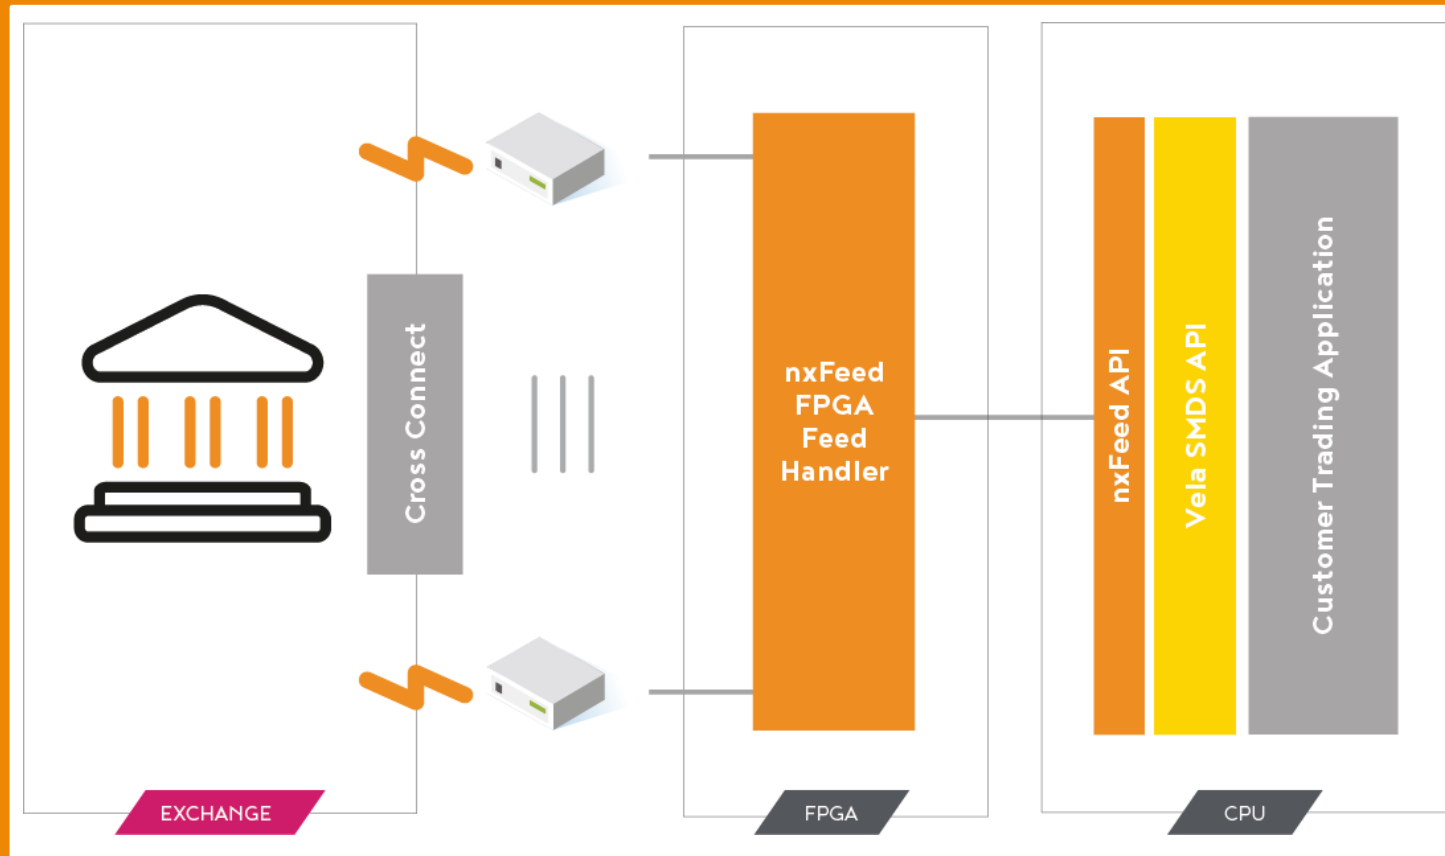 Cross Connect
nxFeed
FPGA
Feed
Handler
nxFeed API
Vela SMDS API
Customer Trading Application
EXCHANGE
FPGA
CPU